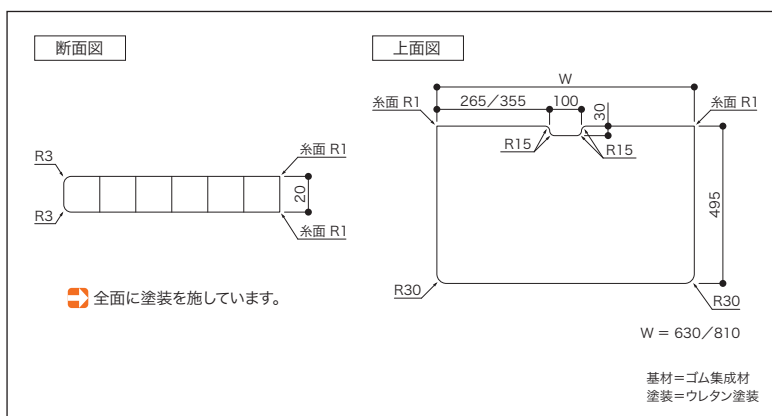 断面図
R3
R3
糸面 R1
糸面 R1
20
全面に塗装を施しています。
上面図
W
糸面 R1
265／355
100
30
糸面 R1
R15
R15
495
R30
R30
W = 630／810
基材＝ゴム集成材
塗装＝ウレタン塗装